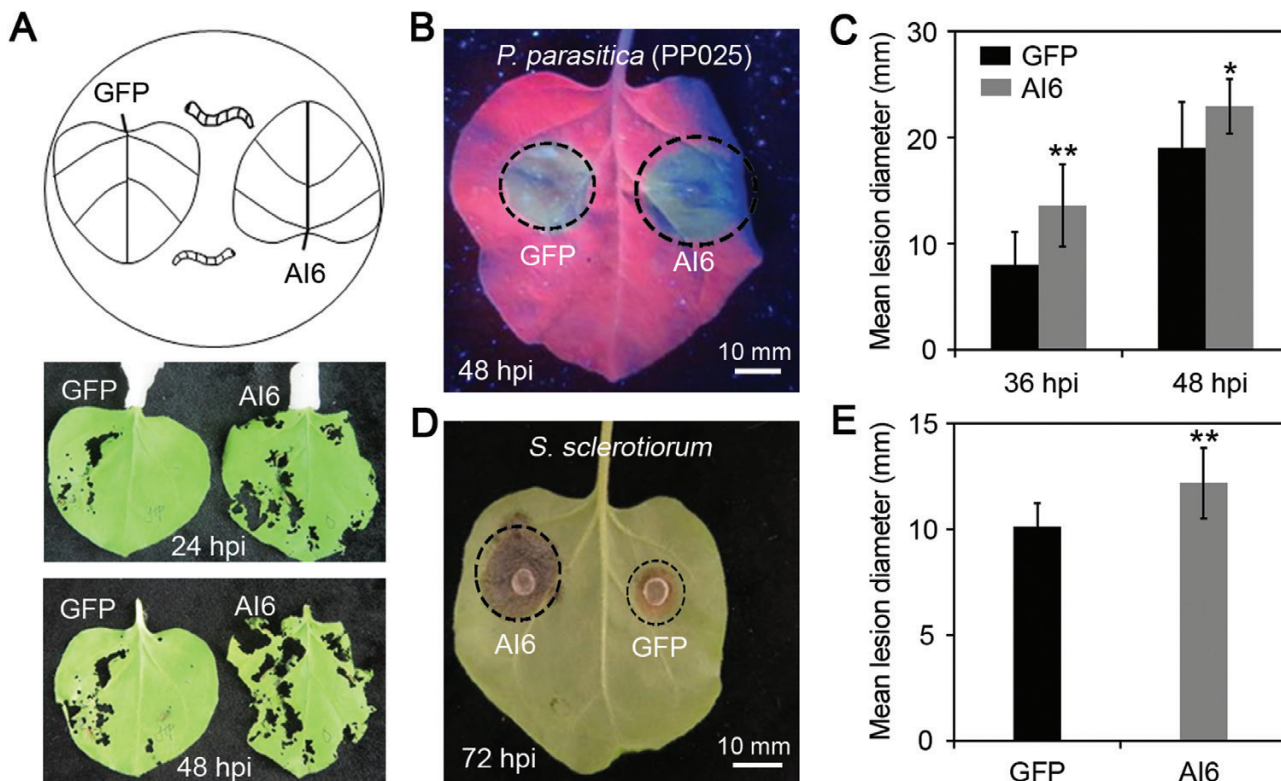 A
GFP
AI6
GFP
AI6
24 hpi
GFP
AI6
48 hpi
B
P. parasitica (PP025)
GFP
AI6
48 hpi
10 mm
C
Mean lesion diameter (mm)
30
20
10
0
GFP
AI6
**
*
36 hpi
48 hpi
D
S. sclerotiorum
AI6
GFP
72 hpi
10 mm
E
Mean lesion diameter (mm)
15
10
5
0
**
GFP
AI6